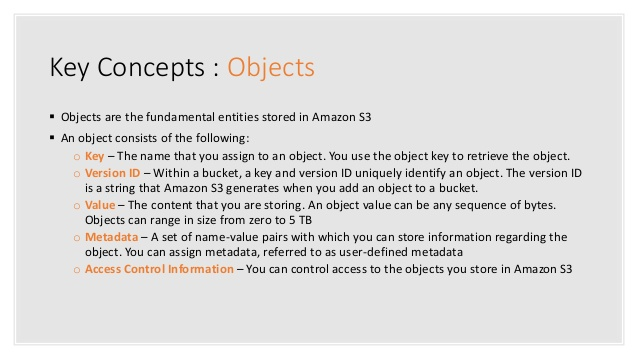 Key Concepts : Objects
▪ Objects are the fundamental entities stored in Amazon S3
▪ An object consists of the following:
o Key – The name that you assign to an object. You use the object key to retrieve the object.
o Version ID – Within a bucket, a key and version ID uniquely identify an object. The version ID
is a string that Amazon S3 generates when you add an object to a bucket.
o Value – The content that you are storing. An object value can be any sequence of bytes.
Objects can range in size from zero to 5 TB
o Metadata – A set of name-value pairs with which you can store information regarding the
object. You can assign metadata, referred to as user-defined metadata
o Access Control Information – You can control access to the objects you store in Amazon S3